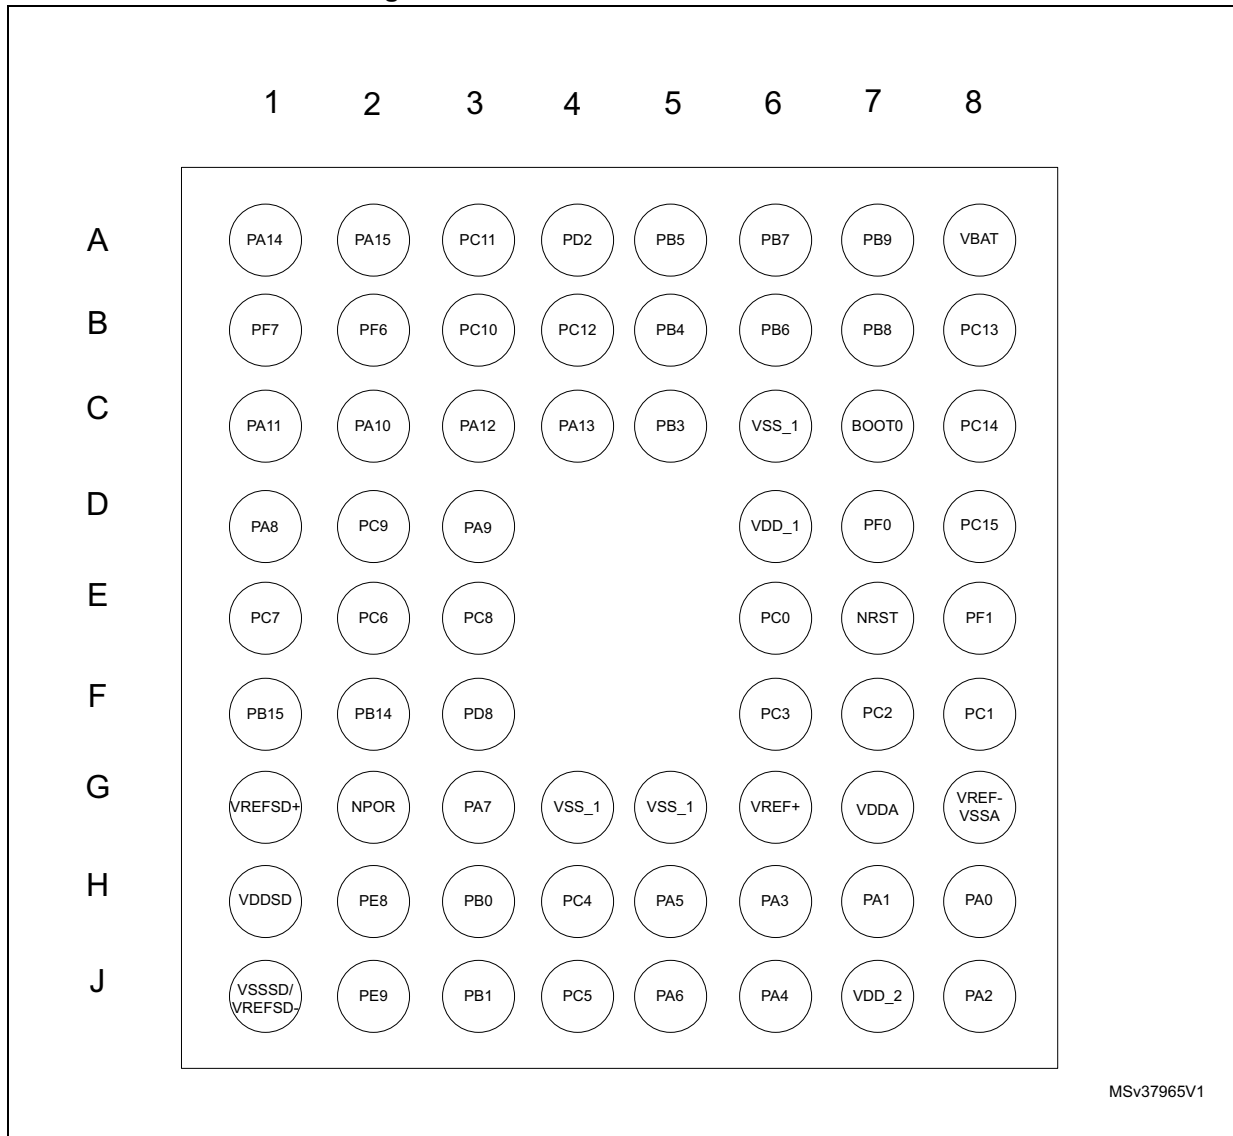 1 2 3 4 5 6 7 8
A PA14 PA15 PC11 PD2 PB5 PB7 PB9 VBAT
B PF7 PF6 PC10 PC12 PB4 PB6 PB8 PC13
C PA11 PA10 PA12 PA13 PB3 VSS_1 BOOT0 PC14
D PA8 PC9 PA9 VDD_1 PF0 PC15
E PC7 PC6 PC8 PC0 NRST PF1
F PB15 PB14 PD8 PC3 PC2 PC1
G VREFSD+ NPOR PA7 VSS_1 VSS_1 VREF+ VDDA VREF-
VSSA
H VDDSD PE8 PB0 PC4 PA5 PA3 PA1 PA0
J VSSSD/
VREFSD- PE9 PB1 PC5 PA6 PA4 VDD_2 PA2
MSv37965V1